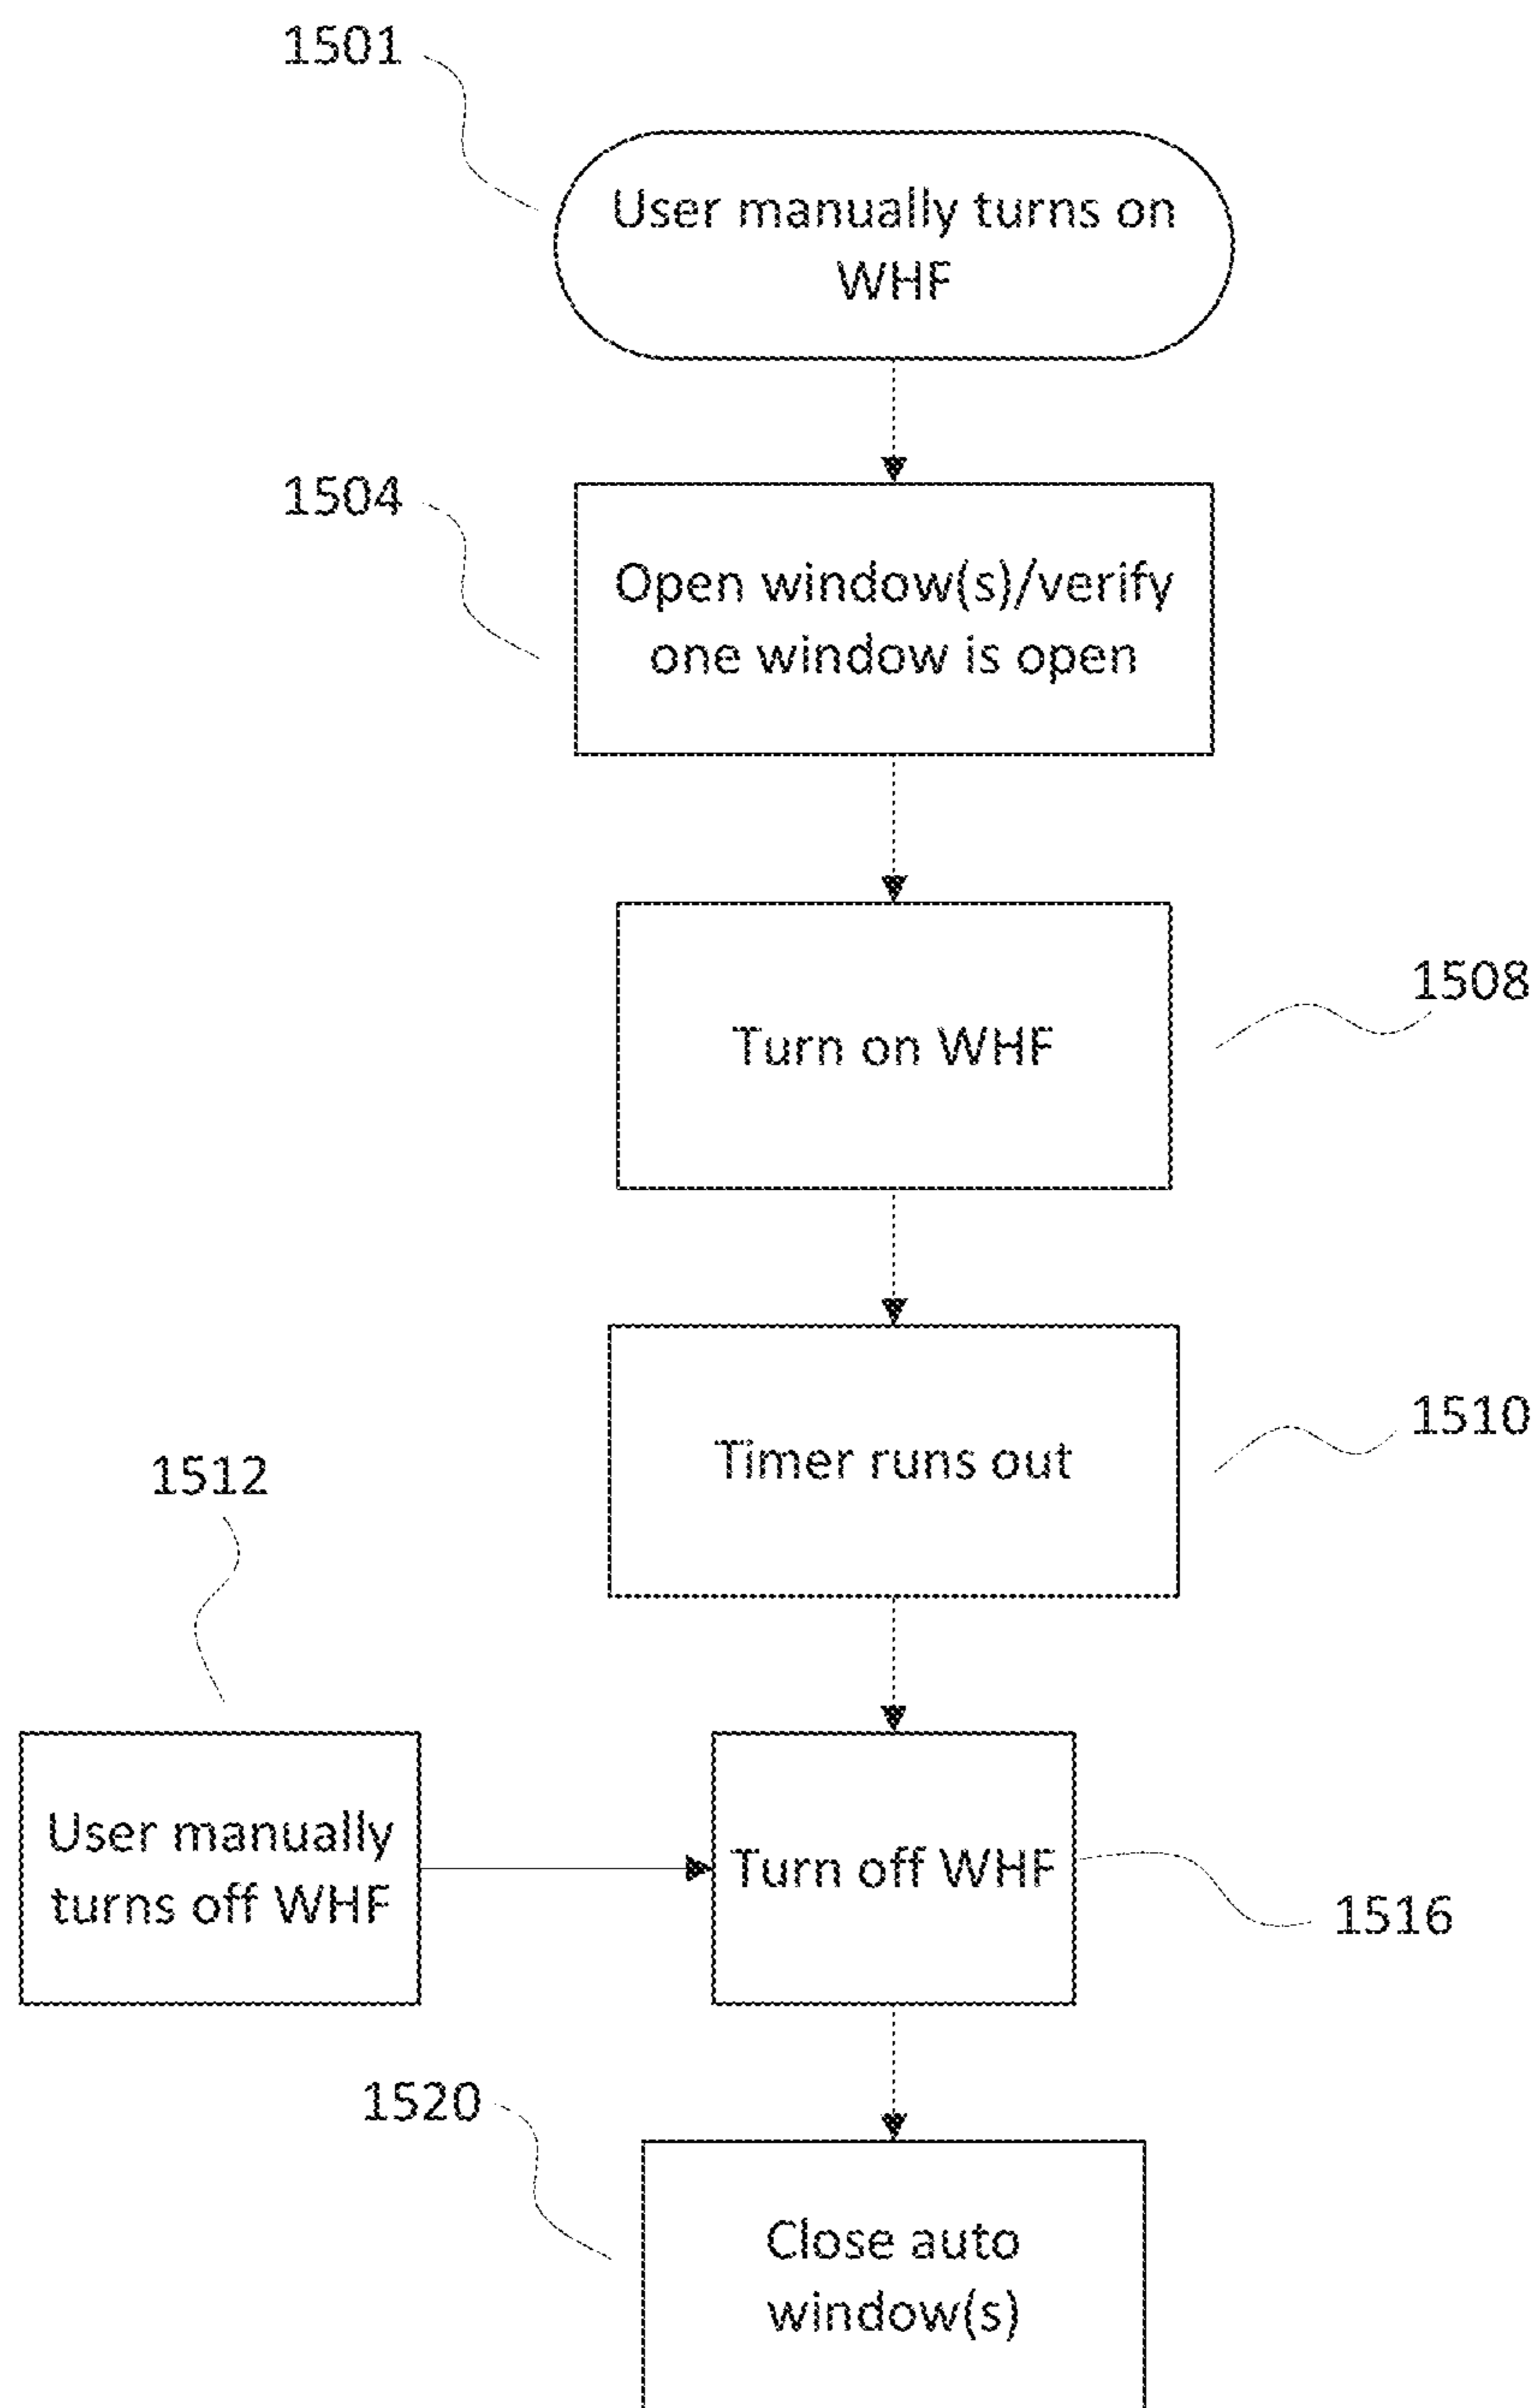 1501
User manually turns on
WHF
1504
Open window(s)/verify
one window is open
1508
Turn on WHF
1510
Timer runs out
1512
User manually
turns off WHF
Turn off WHF
1516
1520
Close auto
window(s)